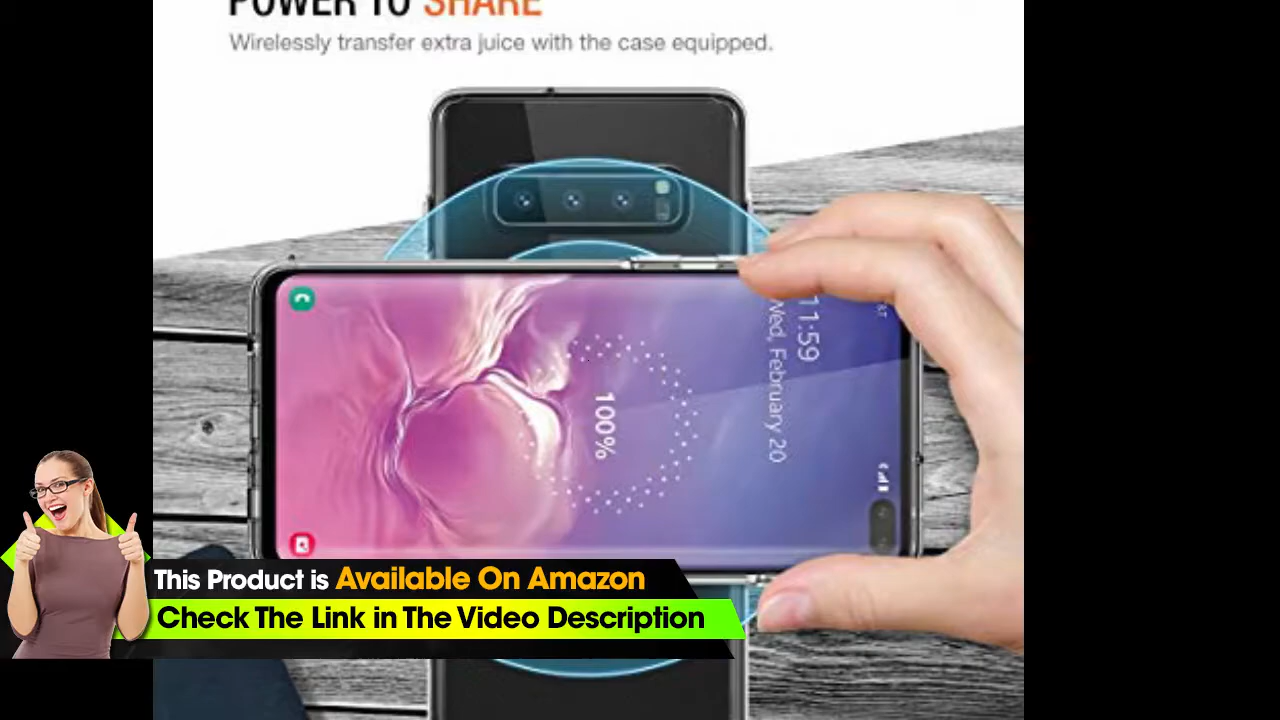 POWER TO SHARE
Wirelessly transfer extra juice with the case equipped.
11:59
Wed, February 20
100%
This Product is Available On Amazon
Check The Link in The Video Description